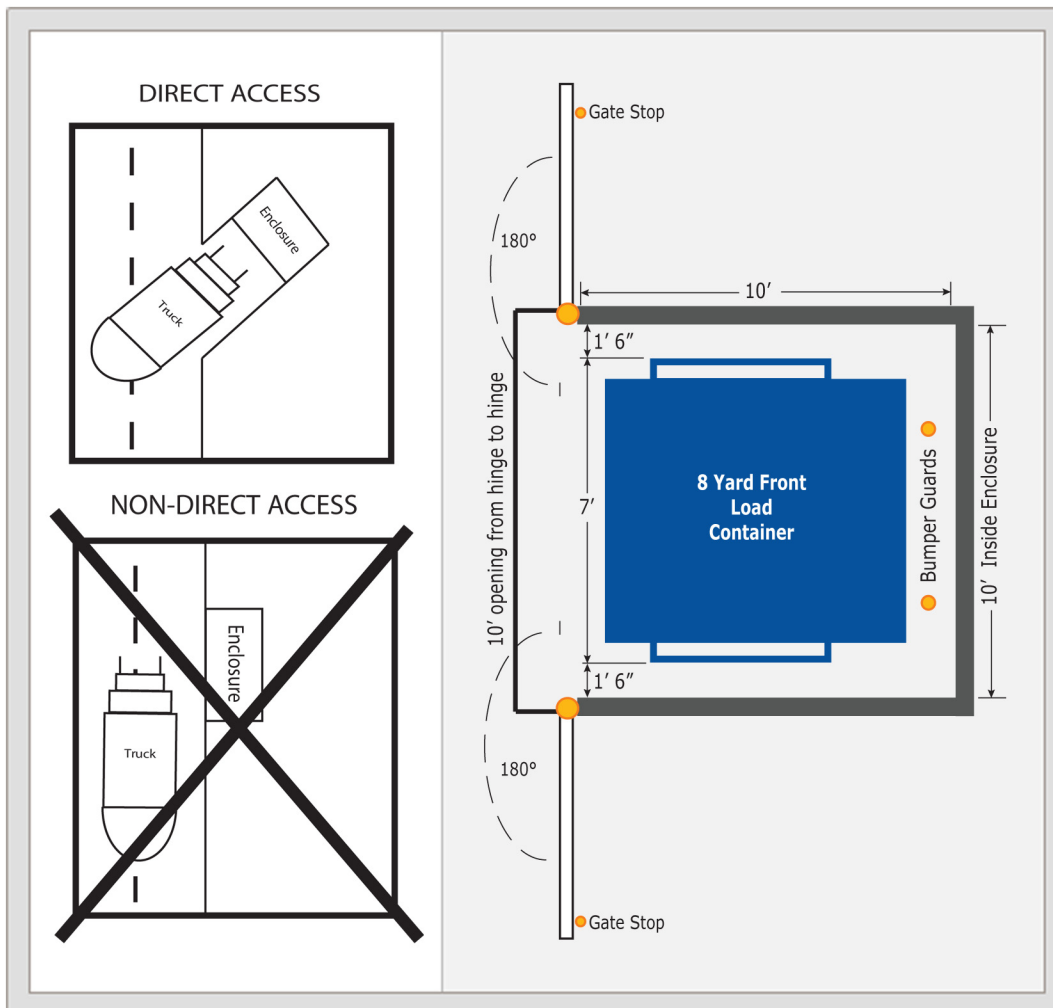 DIRECT ACCESS
Enclosure
Truck
NON-DIRECT ACCESS
Enclosure
Truck
Gate Stop
180°
10′
1′ 6″
10′ opening from hinge to hinge
7′
8 Yard Front
Load
Container
Bumper Guards
10′ Inside Enclosure
1′ 6″
180°
Gate Stop